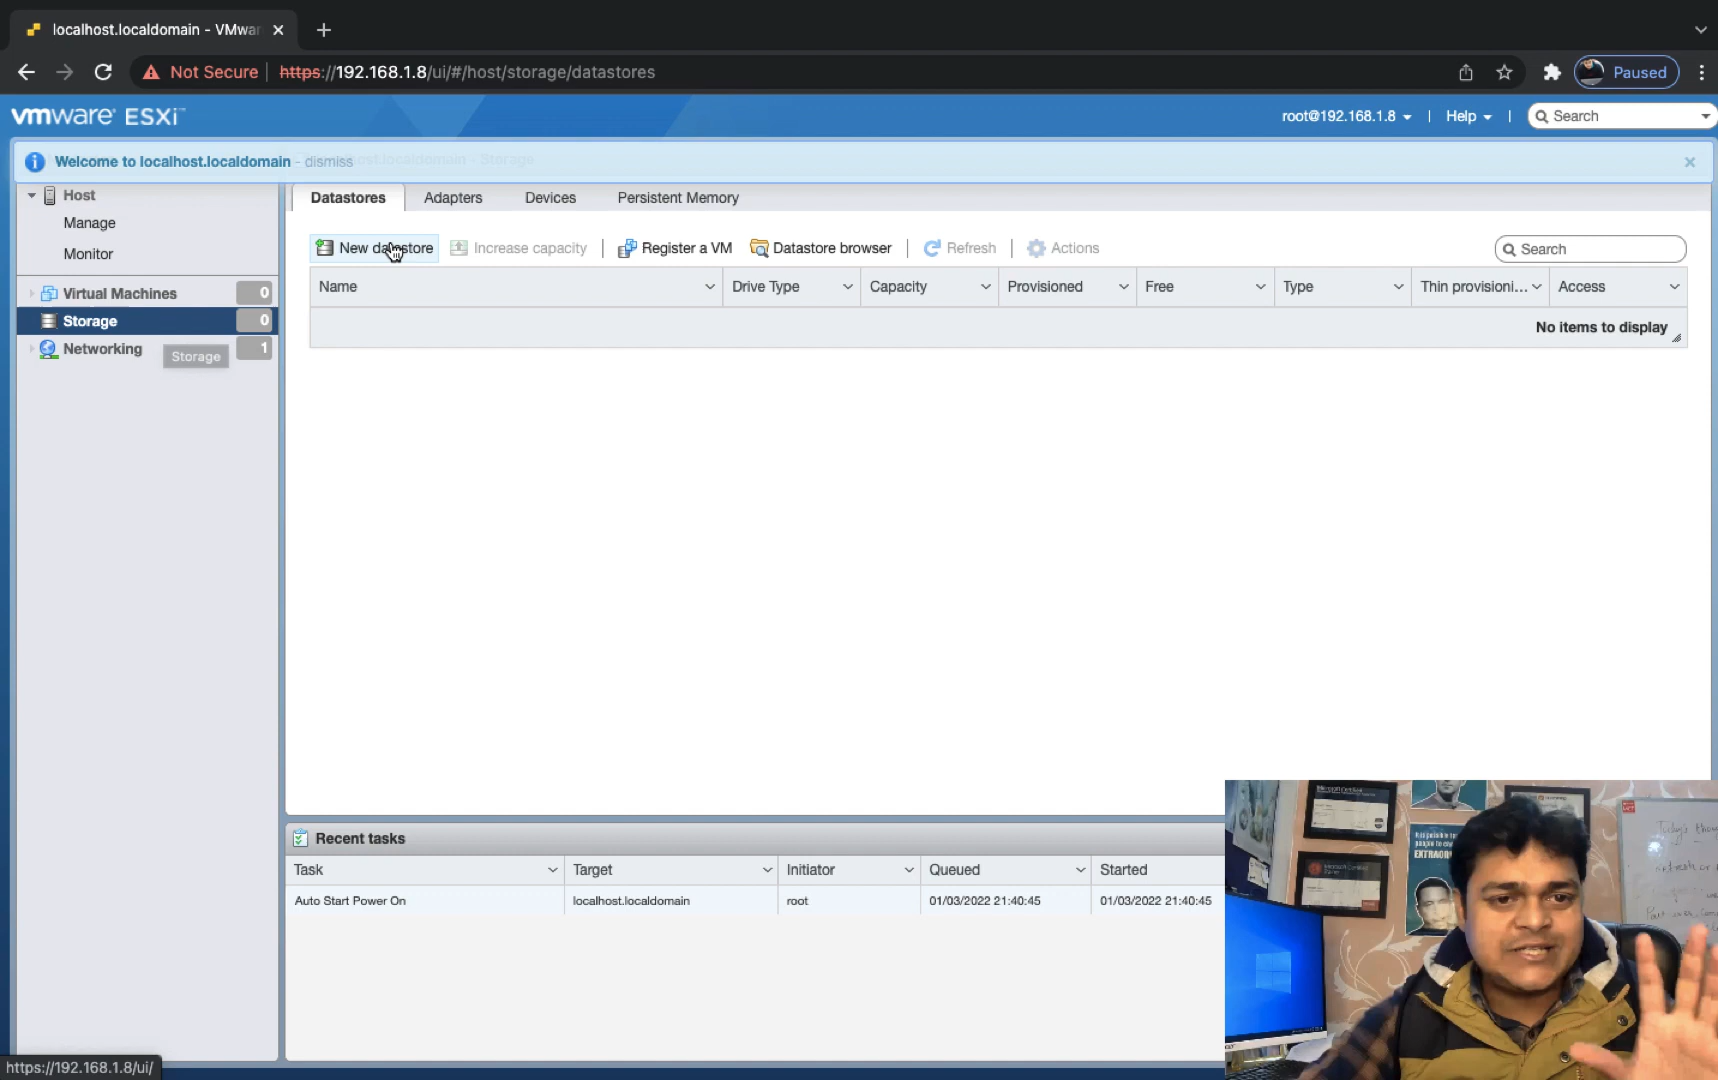 localhost.localdomain - VMwar
Not Secure https://192.168.1.8/ui/#/host/storage/datastores Paused
vmware ESXi root@192.168.1.8 Help Search
Welcome to localhost.localdomain - dismiss
Host
Manage
Monitor
Virtual Machines 0
Storage 0
Networking 1
Storage
Datastores Adapters Devices Persistent Memory
New datastore Increase capacity Register a VM Datastore browser Refresh Actions Search
Name Drive Type Capacity Provisioned Free Type Thin provisioni... Access
No items to display
Recent tasks
Task Target Initiator Queued Started
Auto Start Power On localhost.localdomain root 01/03/2022 21:40:45 01/03/2022 21:40:45
EXTRAORD
https://192.168.1.8/ui/